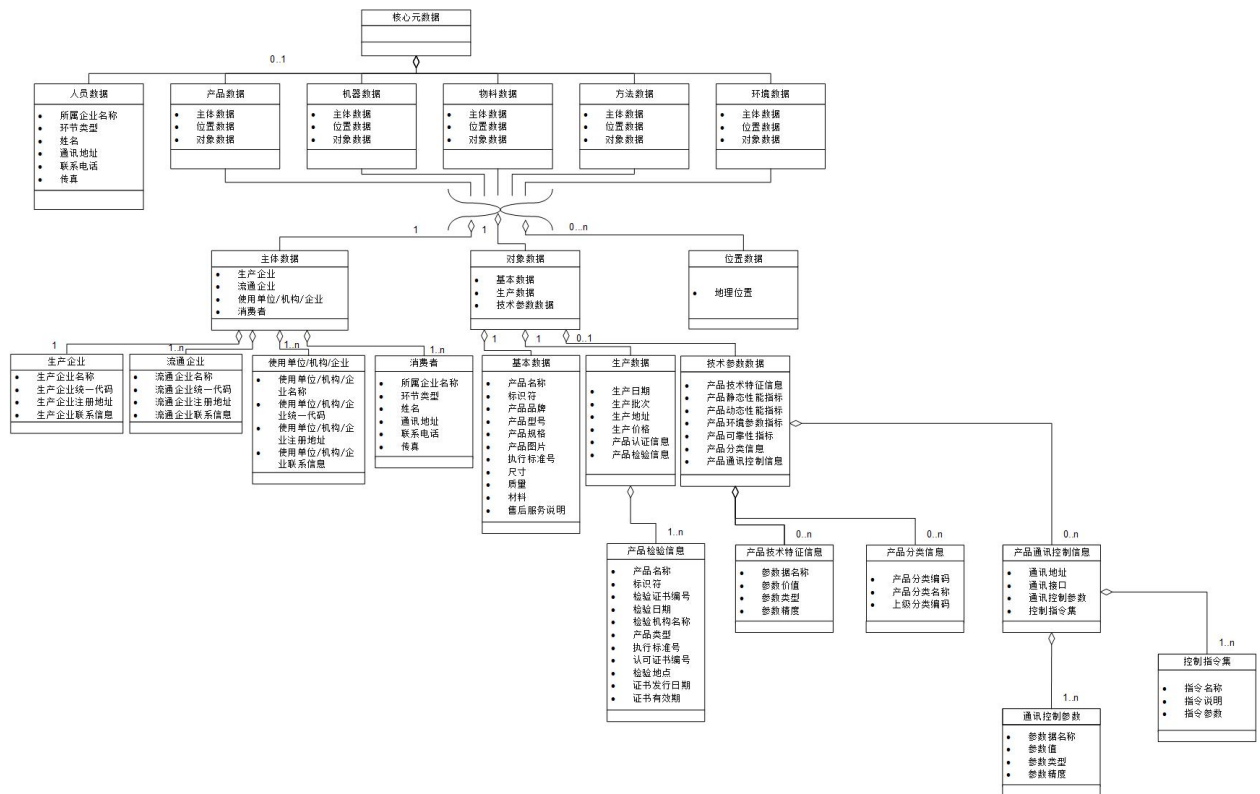 核心元数据
0..1
人员数据
所属企业名称
环节类型
姓名
通讯地址
联系电话
传真
产品数据
主体数据
位置数据
对象数据
机器数据
主体数据
位置数据
对象数据
物料数据
主体数据
位置数据
对象数据
方法数据
主体数据
位置数据
对象数据
环境数据
主体数据
位置数据
对象数据
1
1
0...n
主体数据
生产企业
流通企业
使用单位/机构/企业
消费者
对象数据
基本数据
生产数据
技术参数数据
位置数据
地理位置
1
1..n
1..n
1..n
1
1
0..1
生产企业
生产企业名称
生产企业统一代码
生产企业注册地址
生产企业联系信息
流通企业
流通企业名称
流通企业统一代码
流通企业注册地址
流通企业联系信息
使用单位/机构/企业
使用单位/机构/企
业名称
使用单位/机构/企
业统一代码
使用单位/机构/企
业注册地址
使用单位/机构/企
业联系信息
消费者
所属企业名称
环节类型
姓名
通讯地址
联系电话
传真
基本数据
产品名称
标识符
产品品牌
产品型号
产品规格
产品图片
执行标准号
尺寸
质量
材料
售后服务说明
生产数据
生产日期
生产批次
生产地址
生产价格
产品认证信息
产品检验信息
技术参数数据
产品技术特征信息
产品静态性能指标
产品动态性能指标
产品环境参数指标
产品可靠性指标
产品分类信息
产品通讯控制信息
1..n
0..n
0..n
0..n
产品检验信息
产品名称
标识符
检验证书编号
检验日期
检验机构名称
产品类型
执行标准号
认可证书编号
检验地点
证书发行日期
证书有效期
产品技术特征信息
参数据名称
参数价值
参数类型
参数精度
产品分类信息
产品分类编码
产品分类名称
上级分类编码
产品通讯控制信息
通讯地址
通讯接口
通讯控制参数
控制指令集
1..n
1..n
控制指令集
指令名称
指令说明
指令参数
通讯控制参数
参数据名称
参数值
参数类型
参数精度